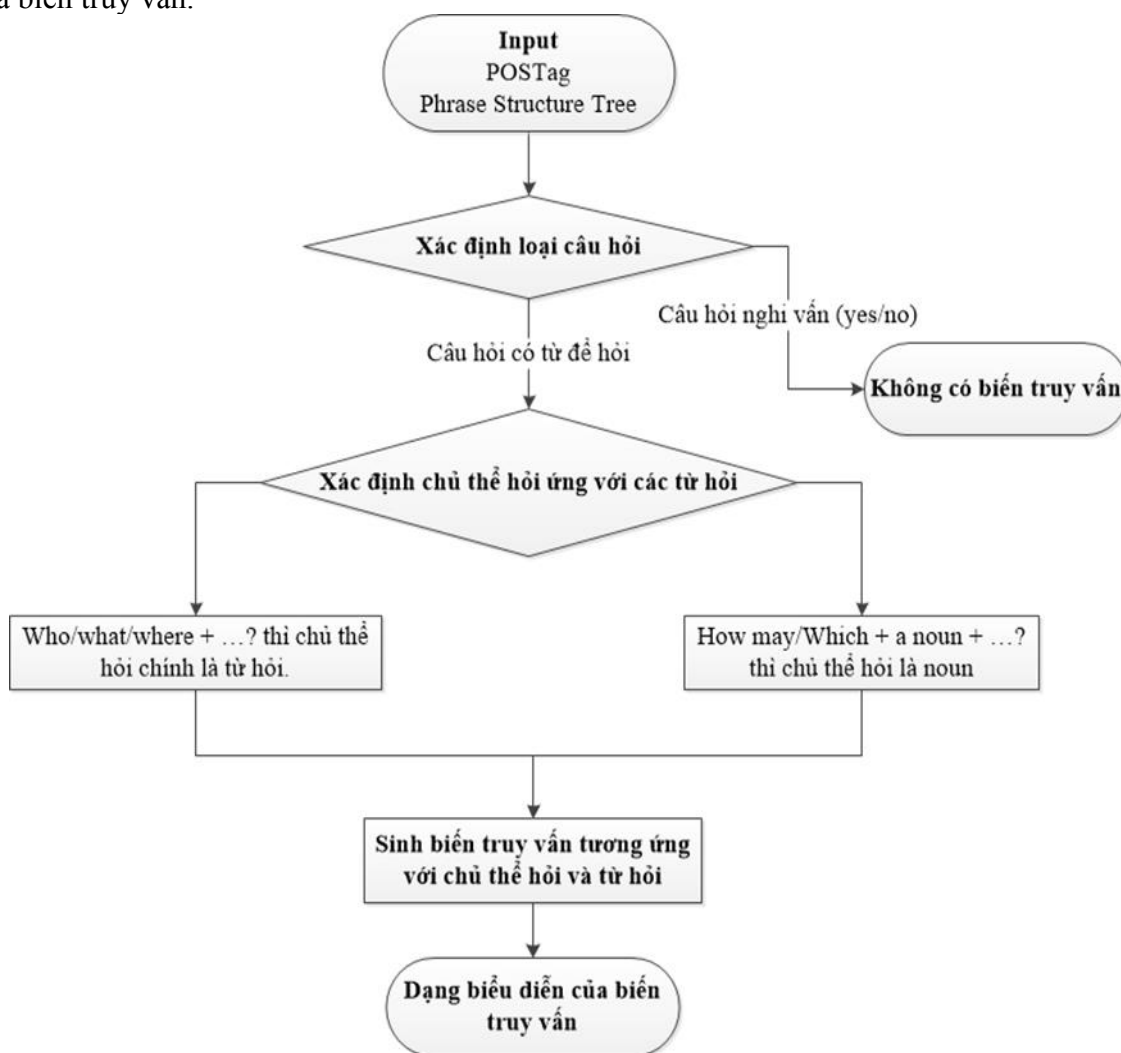 biến truy vấn.
Input
POSTag
Phrase Structure Tree
Xác định loại câu hỏi
Câu hỏi nghi vấn (yes/no)
Câu hỏi có từ để hỏi
Không có biến truy vấn
Xác định chủ thể hỏi ứng với các từ hỏi
Who/what/where + …? thì chủ thể
hỏi chính là từ hỏi.
How may/Which + a noun + …?
thì chủ thể hỏi là noun
Sinh biến truy vấn tương ứng
với chủ thể hỏi và từ hỏi
Dạng biểu diễn của biến
truy vấn